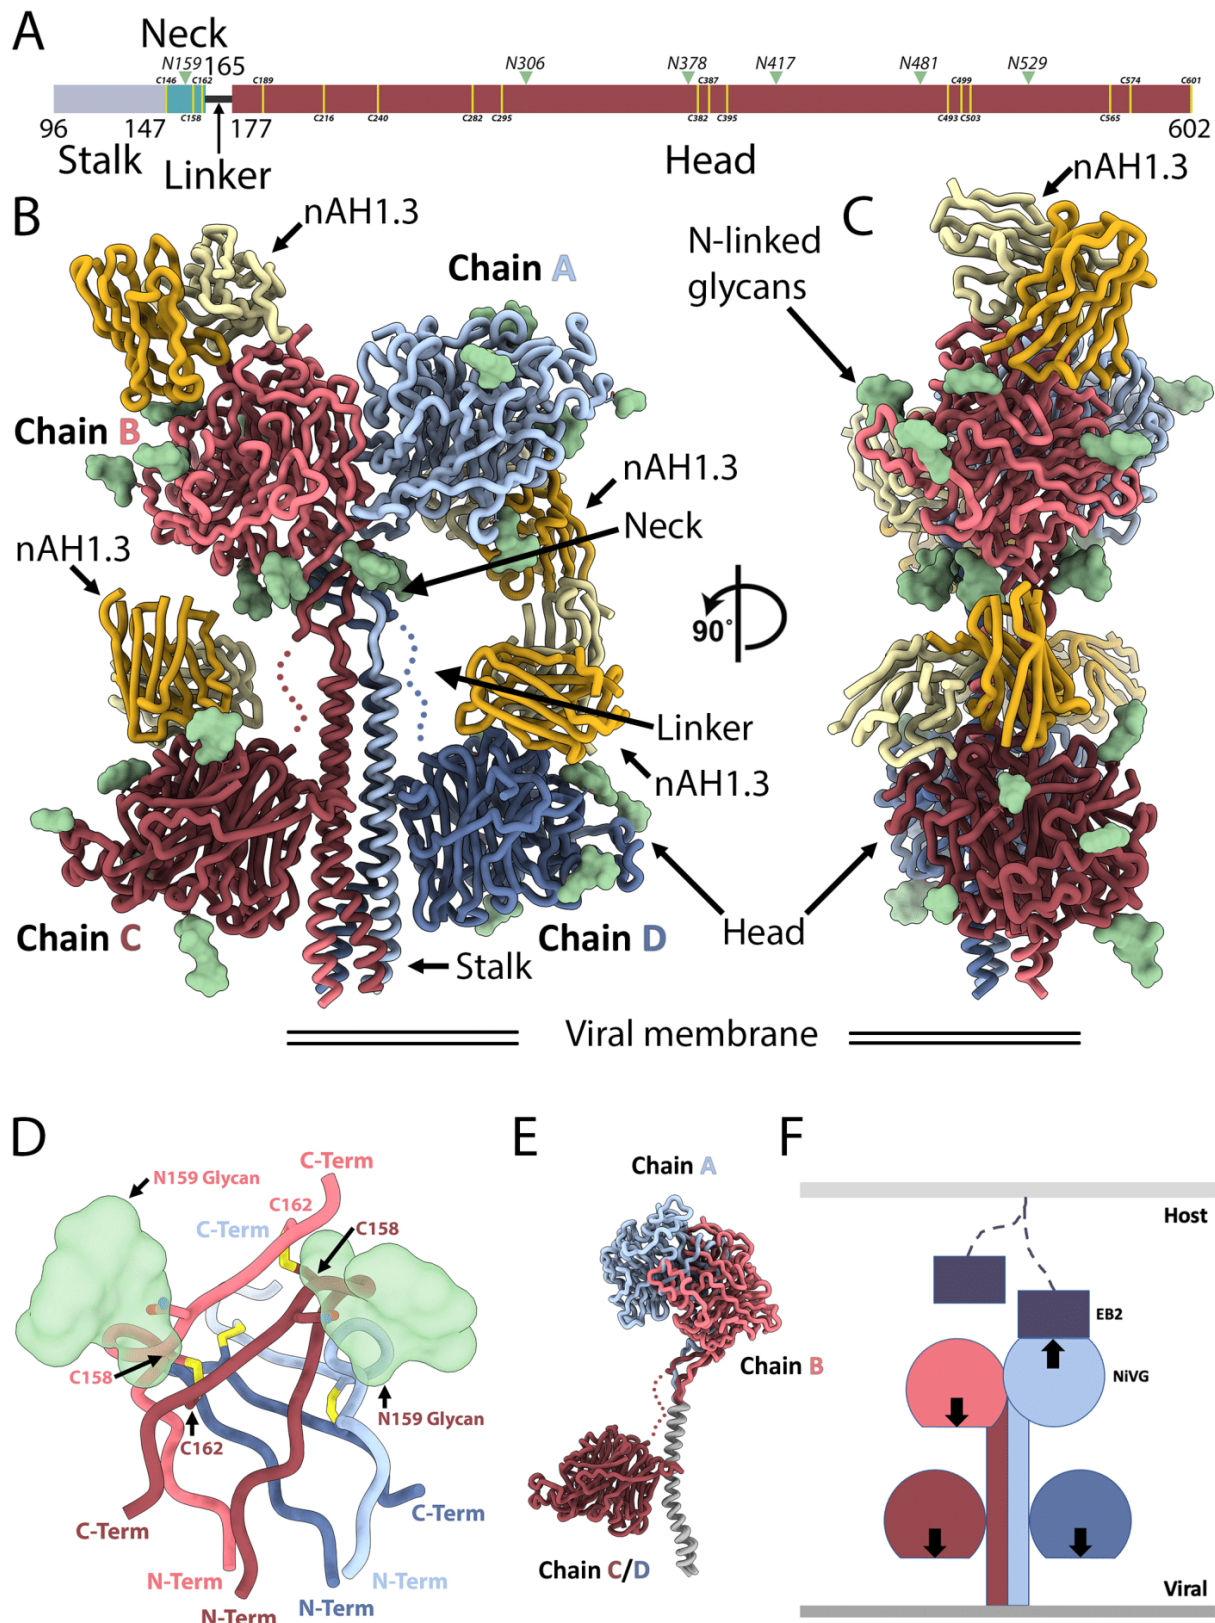 A
Neck
N159 165 N306 N378 N417 N481 N529
C146 C162 C189 C387 C499 C574 C601
C158 C216 C240 C282 C295 C382 C395 C493 C503 C565
96 147 177 602
Stalk Linker Head
B nAH1.3 C nAH1.3
N-linked
glycans
Chain A
Chain B
nAH1.3
Neck
nAH1.3
90°
Linker
nAH1.3
Chain C Chain D Head
Stalk
Viral membrane
D E F
N159 Glycan C-Term Chain A
C162
C-Term
C158
Host
EB2
C158
Chain B NiVG
N159 Glycan
C162
C-Term
C-Term
N-Term N-Term Chain C/D
N-Term N-Term Viral